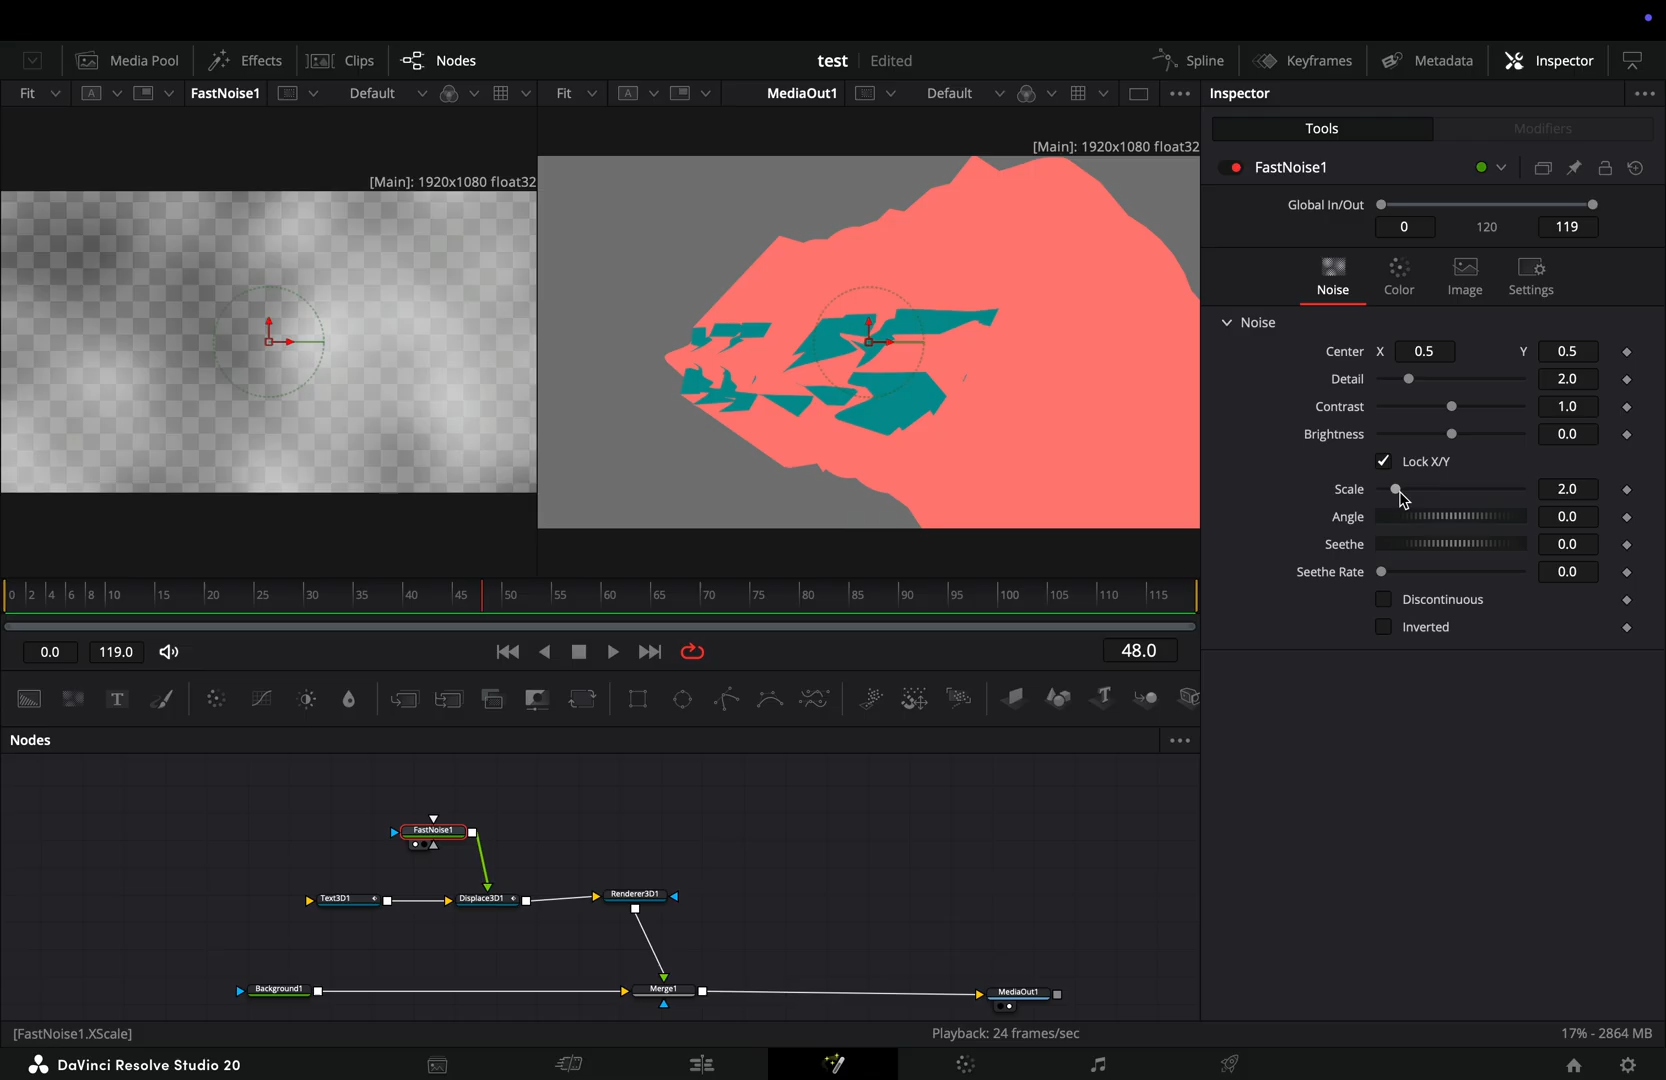 Media Pool Effects Clips Nodes test Edited Spline Keyframes Metadata Inspector
Fit A FastNoise1 Default Fit A MediaOut1 Default Inspector
Tools Modifiers
[Main]: 1920x1080 float32
[Main]: 1920x1080 float32
FastNoise1
Global In/Out
0 120 119
Noise Color Image Settings
Noise
Center X 0.5 Y 0.5
Detail 2.0
Contrast 1.0
Brightness 0.0
Lock X/Y
Scale 2.0
Angle 0.0
Seethe 0.0
Seethe Rate 0.0
Discontinuous
Inverted
0 2 4 6 8 10 15 20 25 30 35 40 45 50 55 60 65 70 75 80 85 90 95 100 105 110 115
0.0 119.0 48.0
T T
Nodes
FastNoise1
Text3D1 Displace3D1 Renderer3D1
Background1 Merge1 MediaOut1
[FastNoise1.XScale] Playback: 24 frames/sec 17% - 2864 MB
DaVinci Resolve Studio 20